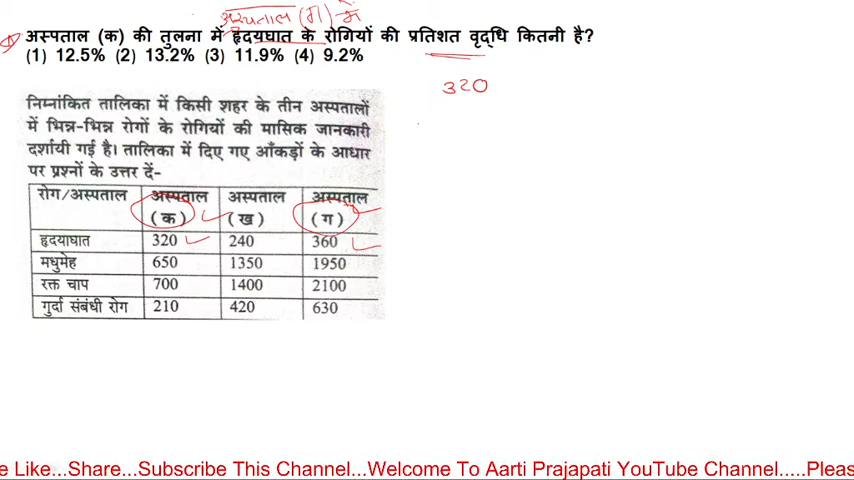 अस्पताल (ग) में
अस्पताल (क) की तुलना में हृदयघात के रोगियों की प्रतिशत वृद्धि कितनी है?
(1) 12.5% (2) 13.2% (3) 11.9% (4) 9.2%
320
निम्नांकित तालिका में किसी शहर के तीन अस्पतालों
में भिन्न-भिन्न रोगों के रोगियों की मासिक जानकारी
दर्शायी गई है। तालिका में दिए गए आँकड़ों के आधार
पर प्रश्नों के उत्तर दें-
रोग/अस्पताल अस्पताल (क) अस्पताल (ख) अस्पताल (ग)
हृदयाघात 320 240 360
मधुमेह 650 1350 1950
रक्त चाप 700 1400 2100
गुर्दा संबंधी रोग 210 420 630
e Like...Share...Subscribe This Channel...Welcome To Aarti Prajapati YouTube Channel.....Pleas